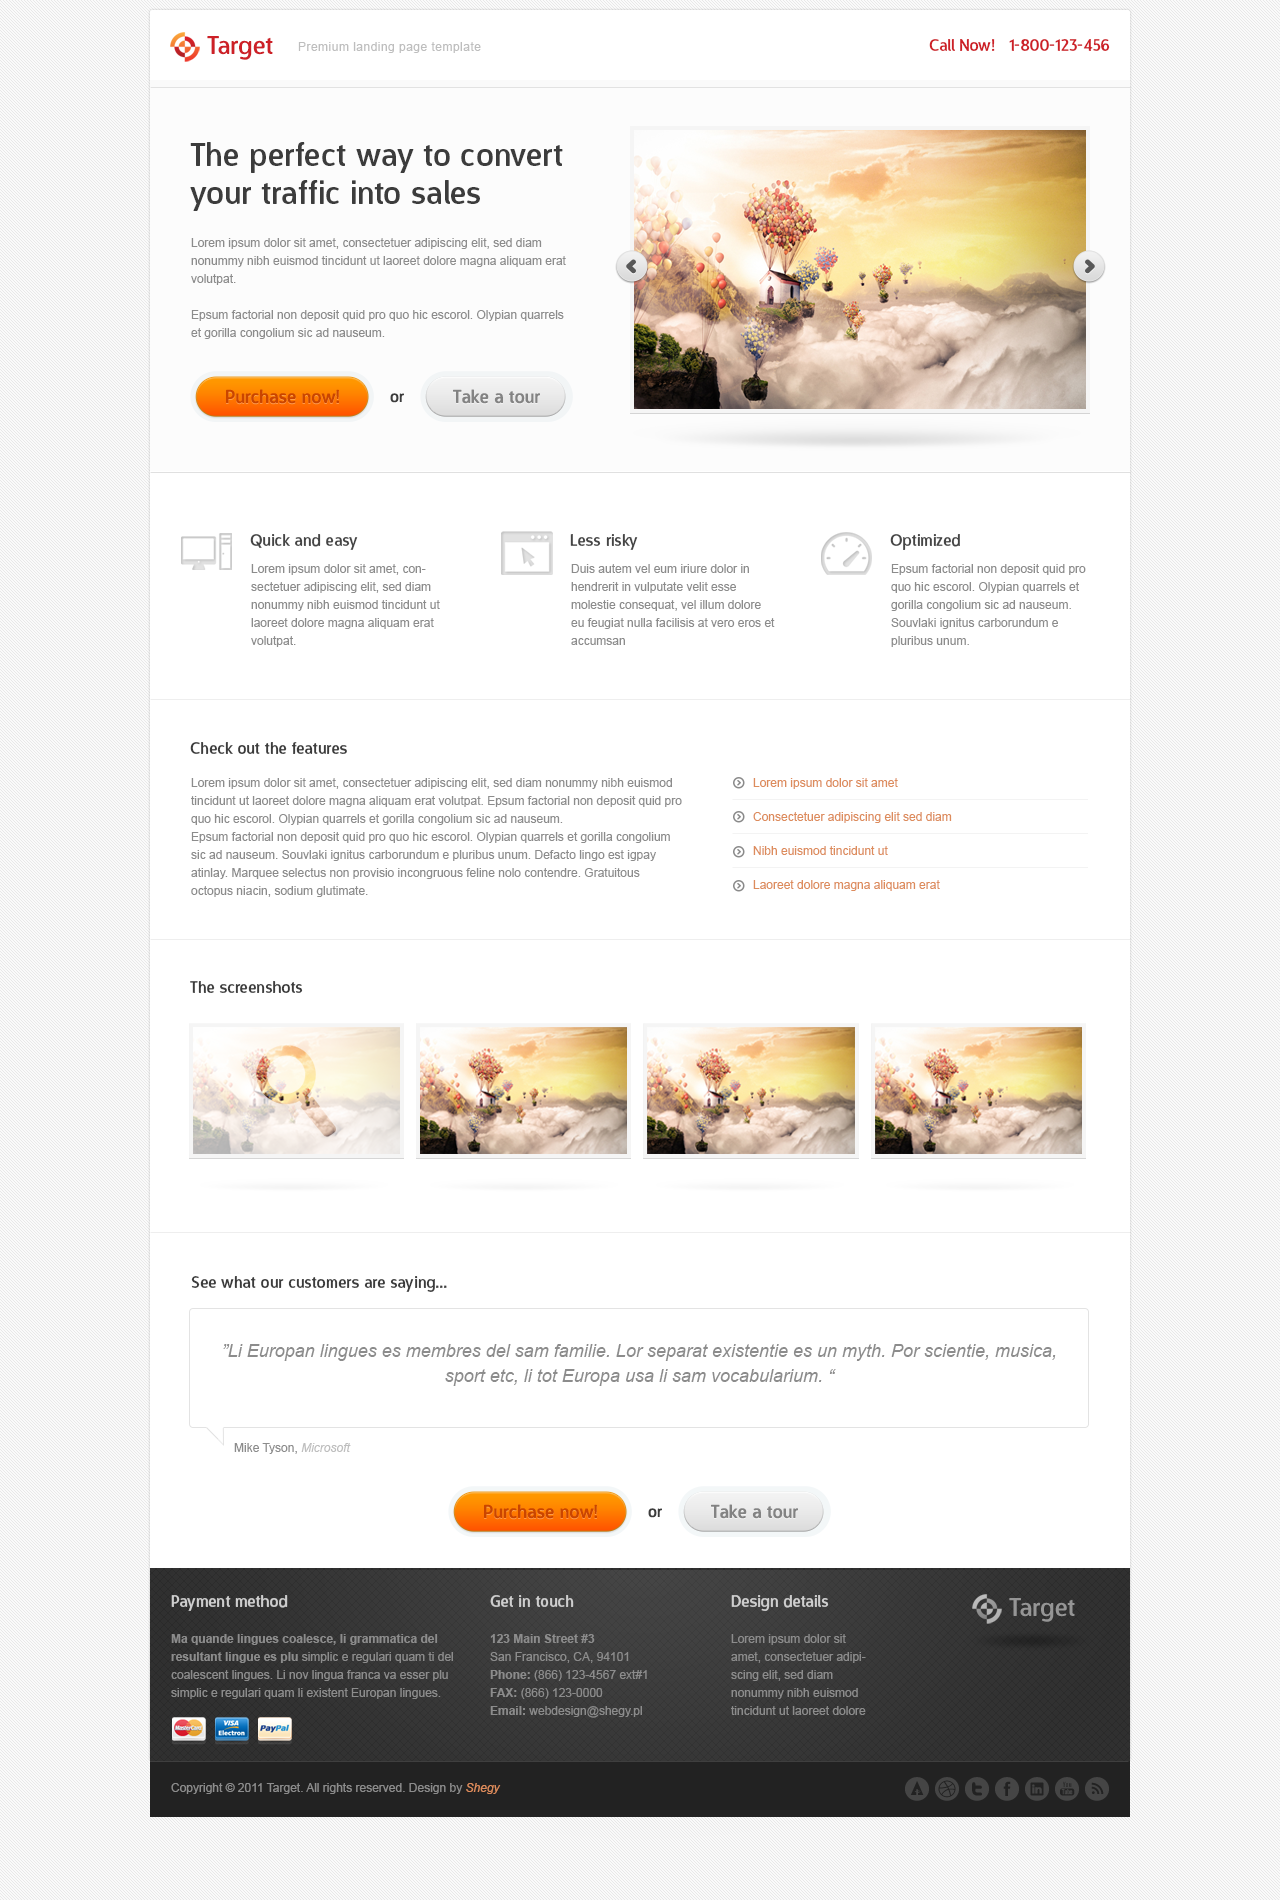 Target
Premium landing page template
Call Now! 1-800-123-456
The perfect way to convert
your traffic into sales
Lorem ipsum dolor sit amet, consectetuer adipiscing elit, sed diam
nonummy nibh euismod tincidunt ut laoreet dolore magna aliquam erat
volutpat.
Epsum factorial non deposit quid pro quo hic escorol. Olypian quarrels
et gorilla congolium sic ad nauseum.
Purchase now!
or
Take a tour
Quick and easy
Lorem ipsum dolor sit amet, con-
sectetuer adipiscing elit, sed diam
nonummy nibh euismod tincidunt ut
laoreet dolore magna aliquam erat
volutpat.
Less risky
Duis autem vel eum iriure dolor in
hendrerit in vulputate velit esse
molestie consequat, vel illum dolore
eu feugiat nulla facilisis at vero eros et
accumsan
Optimized
Epsum factorial non deposit quid pro
quo hic escorol. Olypian quarrels et
gorilla congolium sic ad nauseum.
Souvlaki ignitus carborundum e
pluribus unum.
Check out the features
Lorem ipsum dolor sit amet, consectetuer adipiscing elit, sed diam nonummy nibh euismod
tincidunt ut laoreet dolore magna aliquam erat volutpat. Epsum factorial non deposit quid pro
quo hic escorol. Olypian quarrels et gorilla congolium sic ad nauseum.
Epsum factorial non deposit quid pro quo hic escorol. Olypian quarrels et gorilla congolium
sic ad nauseum. Souvlaki ignitus carborundum e pluribus unum. Defacto lingo est igpay
atinlay. Marquee selectus non provisio incongruous feline nolo contendre. Gratuitous
octopus niacin, sodium glutimate.
Lorem ipsum dolor sit amet
Consectetuer adipiscing elit sed diam
Nibh euismod tincidunt ut
Laoreet dolore magna aliquam erat
The screenshots
See what our customers are saying...
”Li Europan lingues es membres del sam familie. Lor separat existentie es un myth. Por scientie, musica,
sport etc, li tot Europa usa li sam vocabularium. “
Mike Tyson, Microsoft
Purchase now!
or
Take a tour
Payment method
Ma quande lingues coalesce, li grammatica del
resultant lingue es plu simplic e regulari quam ti del
coalescent lingues. Li nov lingua franca va esser plu
simplic e regulari quam li existent Europan lingues.
MasterCard
VISA
Electron
PayPal
Get in touch
123 Main Street #3
San Francisco, CA, 94101
Phone: (866) 123-4567 ext#1
FAX: (866) 123-0000
Email: webdesign@shegy.pl
Design details
Lorem ipsum dolor sit
amet, consectetuer adipi-
scing elit, sed diam
nonummy nibh euismod
tincidunt ut laoreet dolore
Target
Copyright © 2011 Target. All rights reserved. Design by Shegy